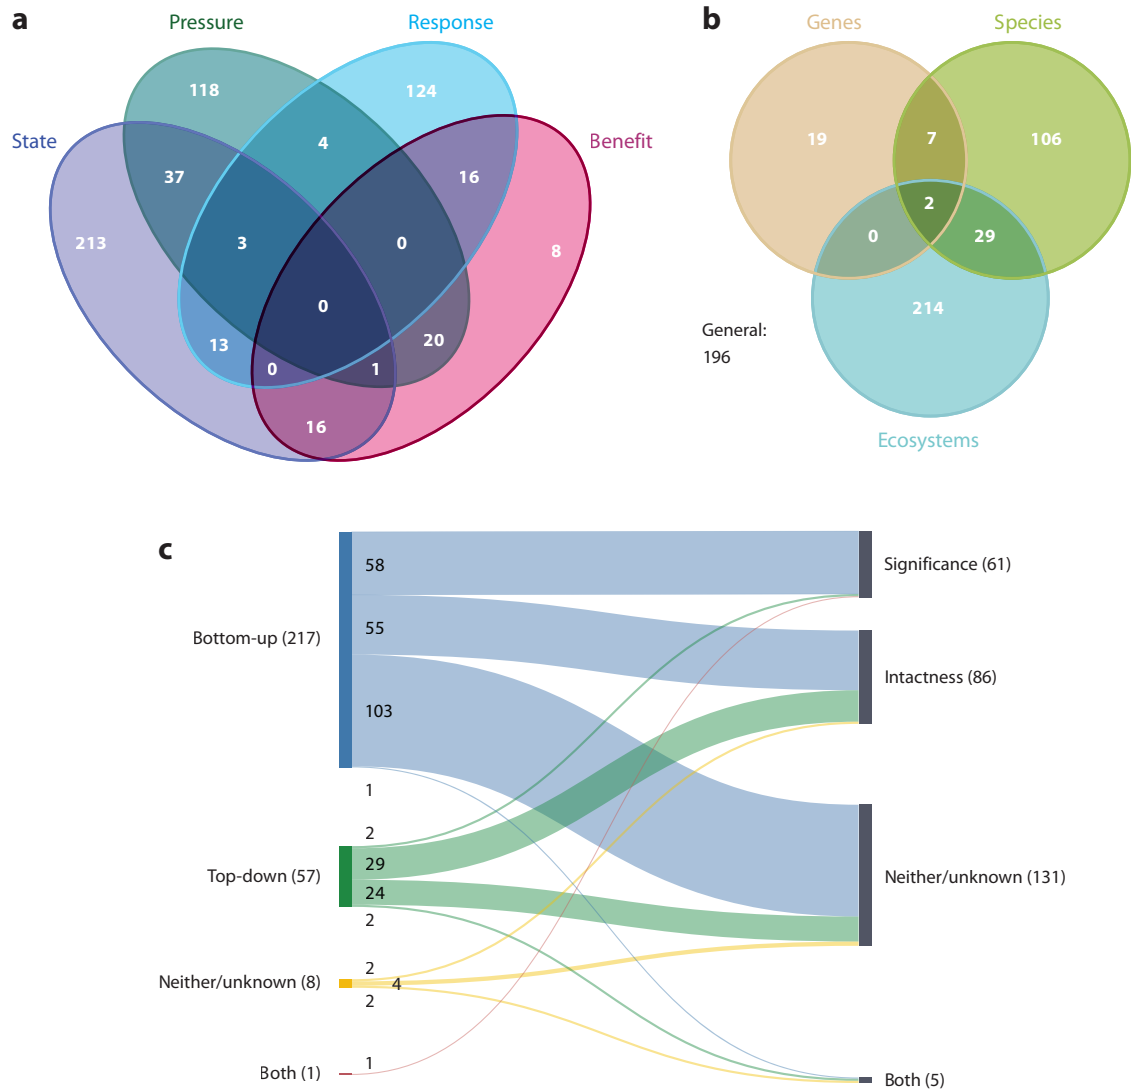 a
Pressure
Response
State
Benefit
118
124
4
37
16
213
3
0
8
0
13
20
0
1
16
b
Genes
Species
19
7
106
2
0
29
214
General:
196
Ecosystems
c
58
Significance (61)
55
Bottom-up (217)
Intactness (86)
103
1
2
29
Top-down (57)
Neither/unknown (131)
24
2
2
Neither/unknown (8)
4
2
1
Both (1)
Both (5)